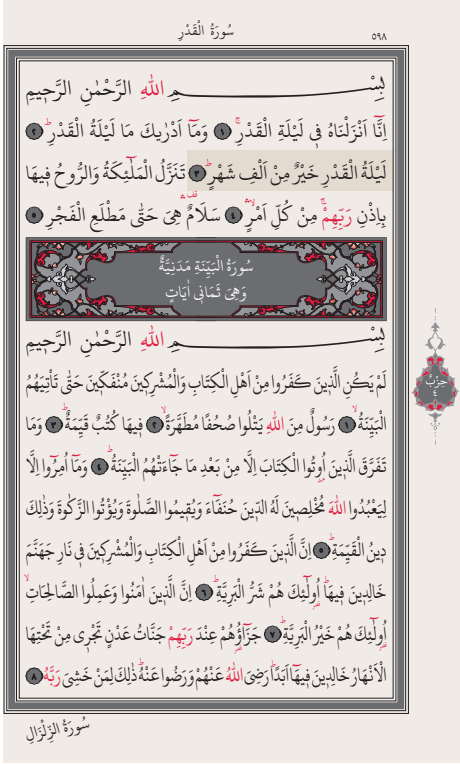 سُورَةُ الْقَدْرِ
٥٩٨
بِسْمِ اللّٰهِ الرَّحْمٰنِ الرَّحٖيمِ
اِنَّٓا اَنْزَلْنَاهُ فٖى لَيْلَةِ الْقَدْرِۚ ١ وَمَٓا اَدْرٰيكَ مَا لَيْلَةُ الْقَدْرِؕ ٢
لَيْلَةُ الْقَدْرِ خَيْرٌ مِنْ اَلْفِ شَهْرٍؕ ٣ تَنَزَّلُ الْمَلٰٓئِكَةُ وَالرُّوحُ فٖيهَا
بِاِذْنِ رَبِّهِمْۚ مِنْ كُلِّ اَمْرٍۙۛ ٤ سَلَامٌ۠ۛ هِىَ حَتّٰى مَطْلَعِ الْفَجْرِ ٥
سُورَةُ الْبَيِّنَةِ مَدَنِيَّةٌ
وَهِىَ ثَمَانٖى اٰيَاتٍ
بِسْمِ اللّٰهِ الرَّحْمٰنِ الرَّحٖيمِ
لَمْ يَكُنِ الَّذٖينَ كَفَرُوا مِنْ اَهْلِ الْكِتَابِ وَالْمُشْرِكٖينَ مُنْفَكّٖينَ حَتّٰى تَاْتِيَهُمُ
الْبَيِّنَةُۙ ١ رَسُولٌ مِنَ اللّٰهِ يَتْلُوا صُحُفًا مُطَهَّرَةًۙ ٢ فٖيهَا كُتُبٌ قَيِّمَةٌؕ ٣ وَمَا
تَفَرَّقَ الَّذٖينَ اُو۫تُوا الْكِتَابَ اِلَّا مِنْ بَعْدِ مَا جَٓاءَتْهُمُ الْبَيِّنَةُؕ ٤ وَمَٓا اُمِرُٓوا اِلَّا
لِيَعْبُدُوا اللّٰهَ مُخْلِصٖينَ لَهُ الدّٖينَ حُنَفَٓاءَ وَيُقٖيمُوا الصَّلٰوةَ وَيُؤْتُوا الزَّكٰوةَ وَذٰلِكَ
دٖينُ الْقَيِّمَةِؕ ٥ اِنَّ الَّذٖينَ كَفَرُوا مِنْ اَهْلِ الْكِتَابِ وَالْمُشْرِكٖينَ فٖى نَارِ جَهَنَّمَ
خَالِدٖينَ فٖيهَاؕ اُو۬لٰٓئِكَ هُمْ شَرُّ الْبَرِيَّةِؕ ٦ اِنَّ الَّذٖينَ اٰمَنُوا وَعَمِلُوا الصَّالِحَاتِۙ
اُو۬لٰٓئِكَ هُمْ خَيْرُ الْبَرِيَّةِؕ ٧ جَزَٓاؤُ۬هُمْ عِنْدَ رَبِّهِمْ جَنَّاتُ عَدْنٍ تَجْرٖى مِنْ تَحْتِهَا
الْاَنْهَارُ خَالِدٖينَ فٖيهَٓا اَبَدًاؕ رَضِىَ اللّٰهُ عَنْهُمْ وَرَضُوا عَنْهُؕ ذٰلِكَ لِمَنْ خَشِىَ رَبَّهُ ٨
حِزْبْ
٤
سُورَةُ الزِّلْزَالِ